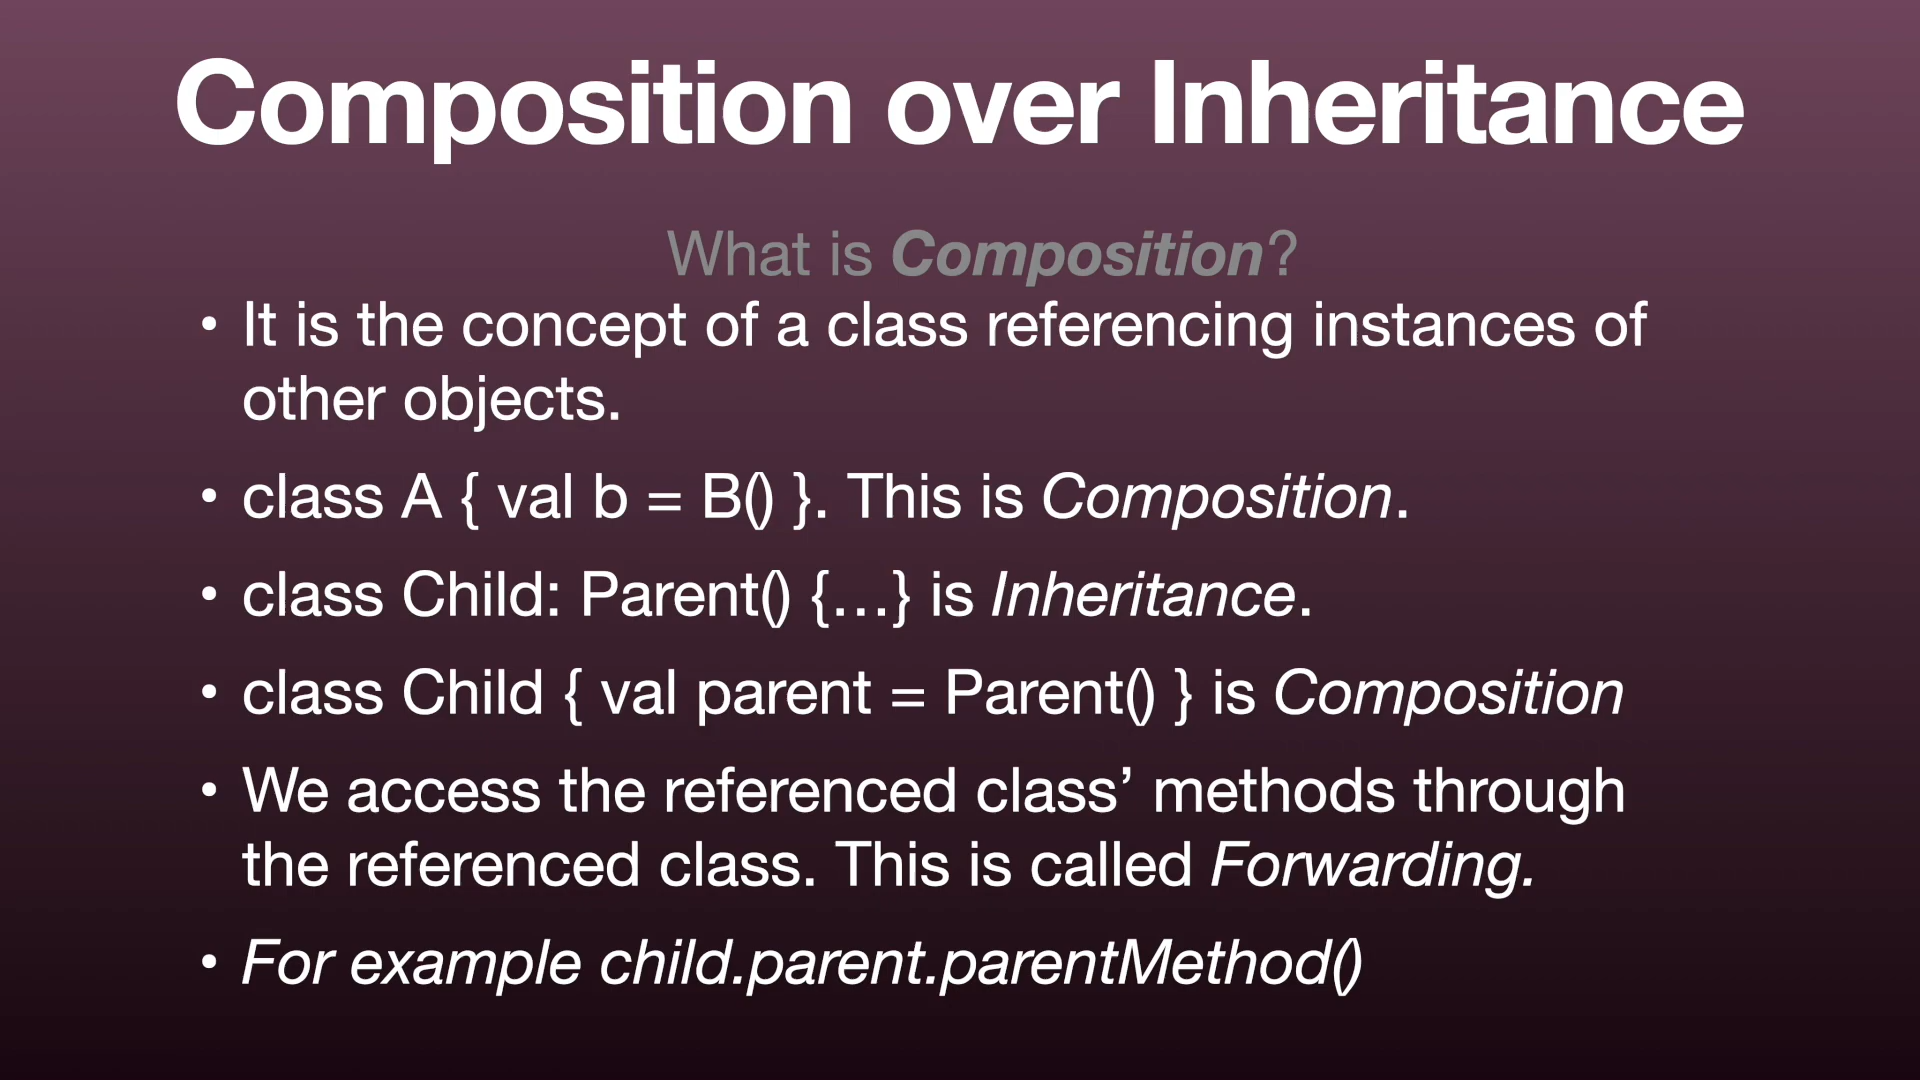 Composition over Inheritance
What is Composition?
• It is the concept of a class referencing instances of
other objects.
• class A { val b = B() }. This is Composition.
• class Child: Parent() {…} is Inheritance.
• class Child { val parent = Parent() } is Composition
• We access the referenced class’ methods through
the referenced class. This is called Forwarding.
• For example child.parent.parentMethod()